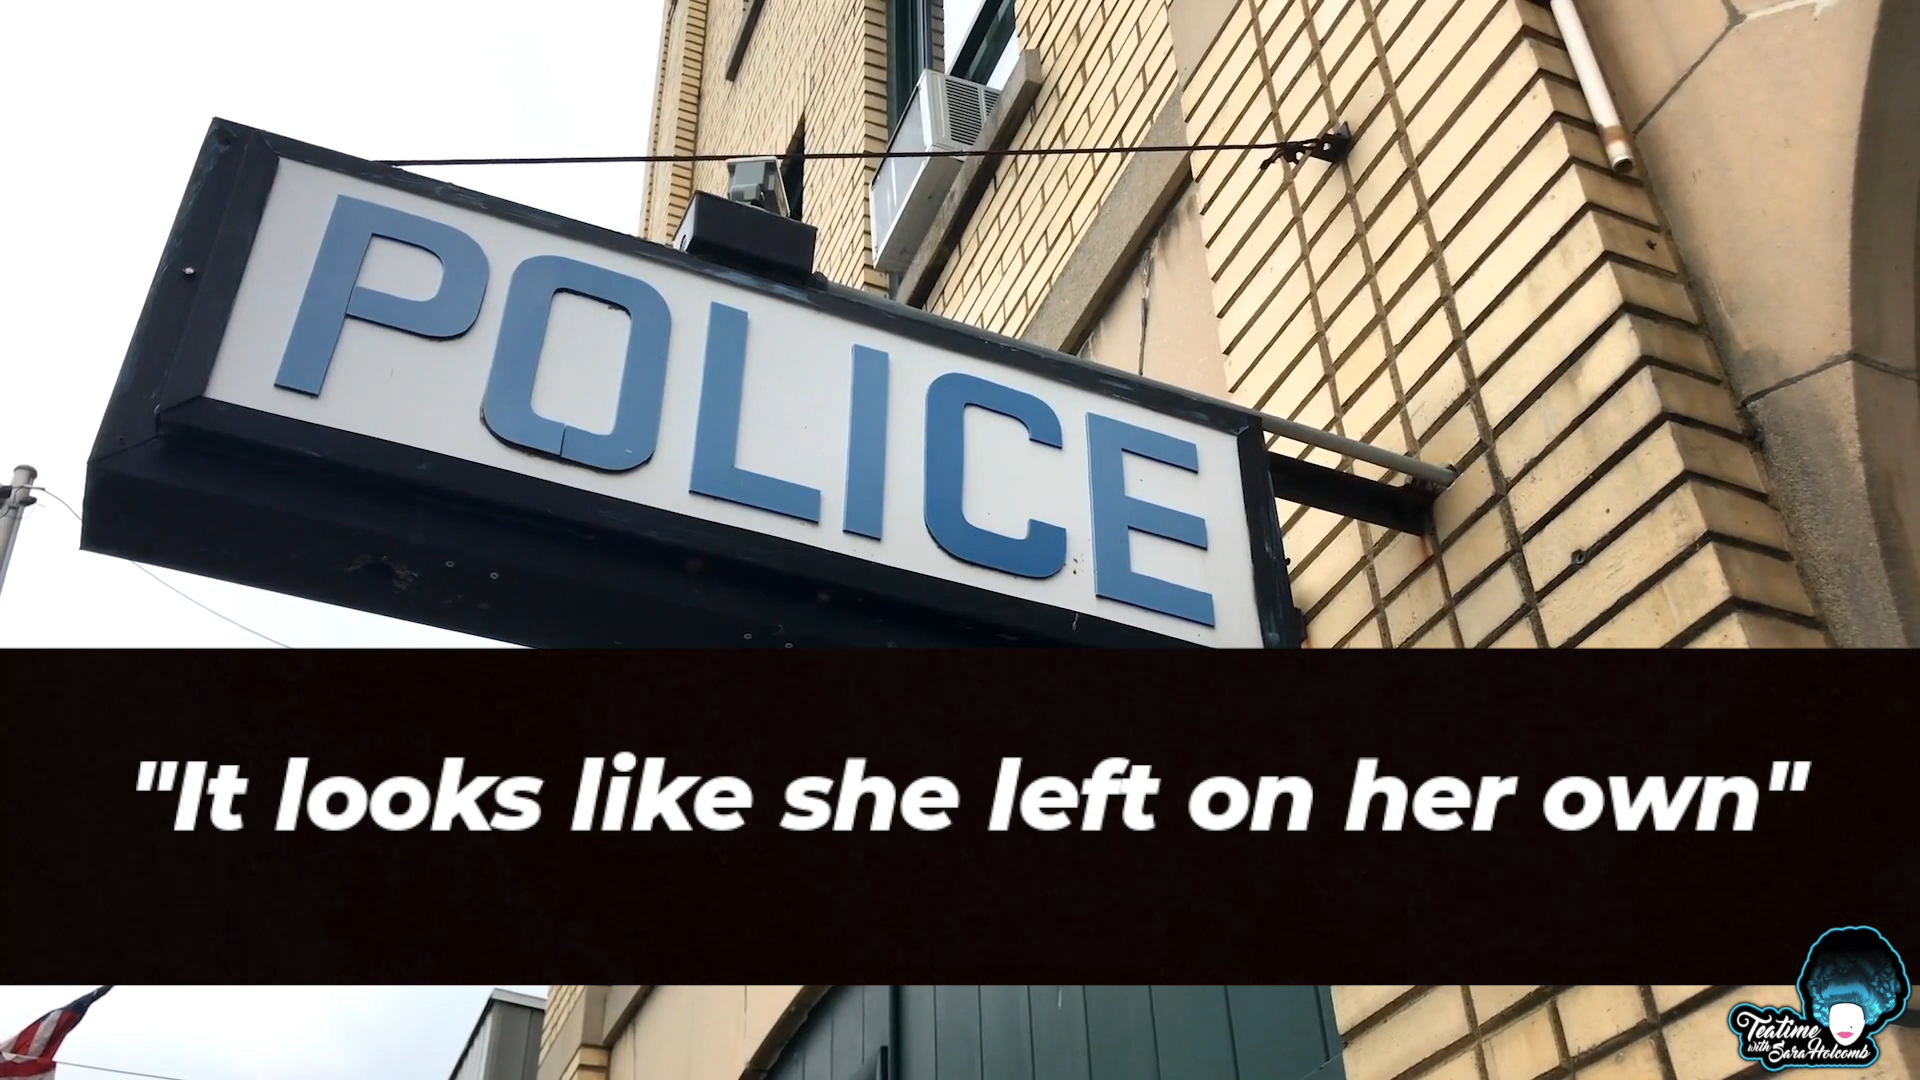 POLICE
"It looks like she left on her own"
Teatime
with
Sara Holcomb